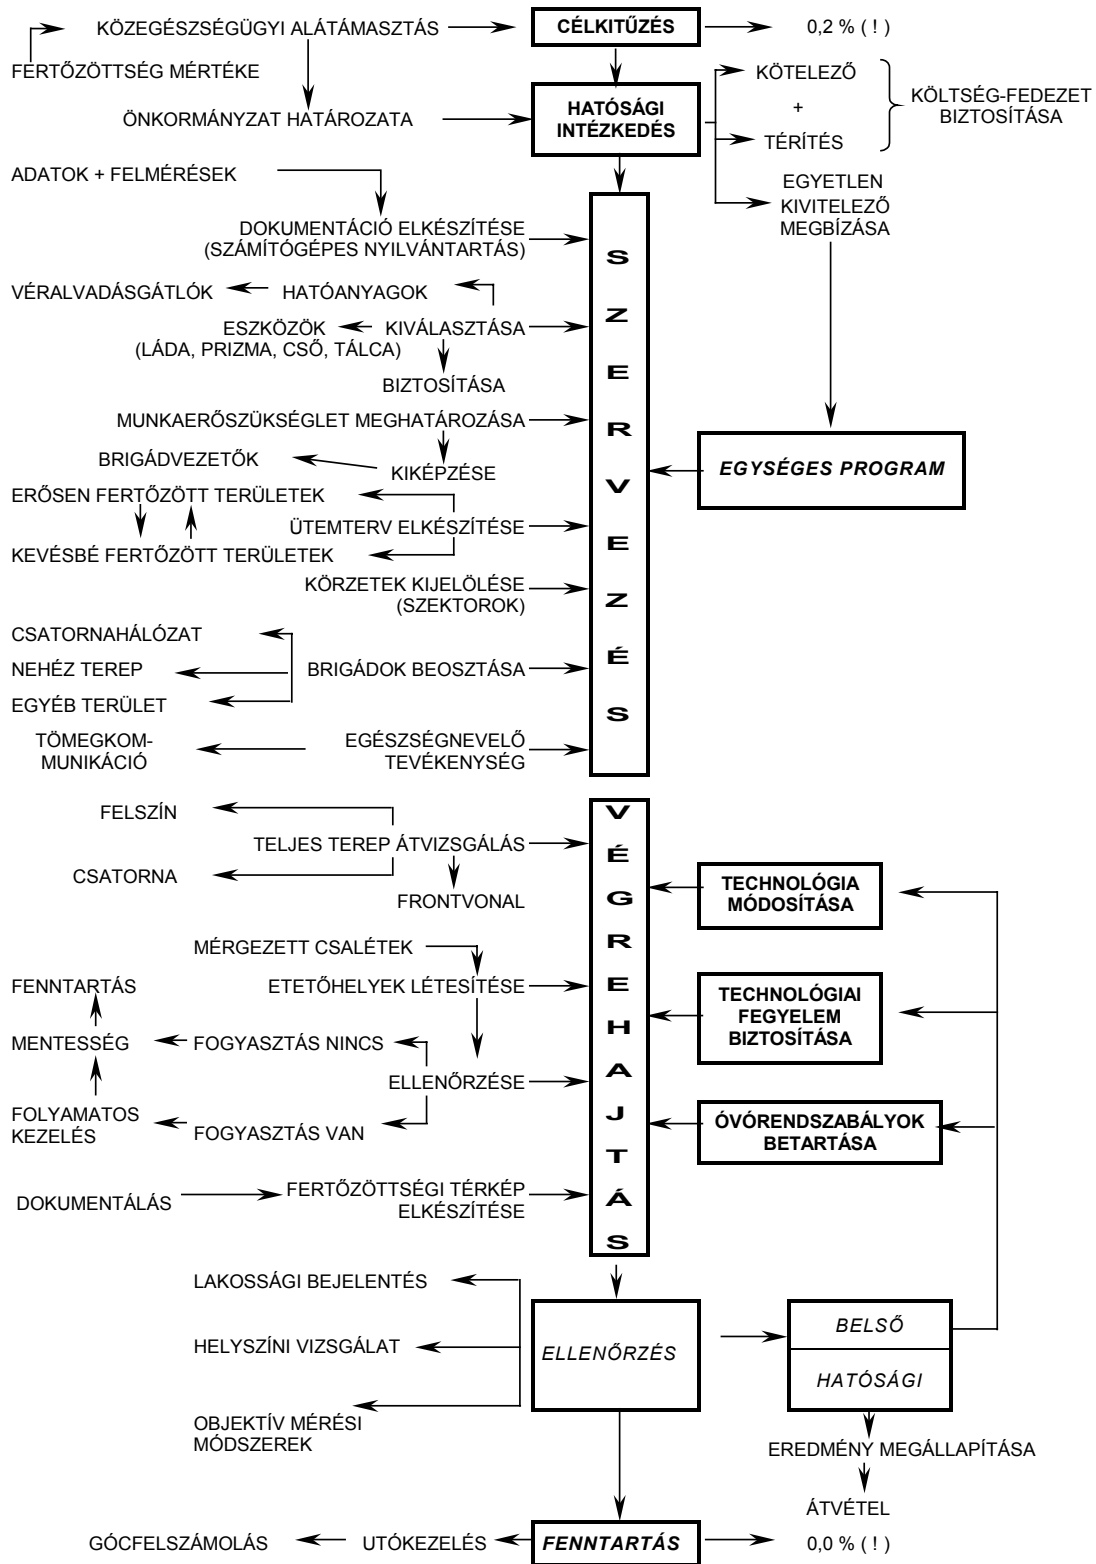 KÖZEGÉSZSÉGÜGYI ALÁTÁMASZTÁS
CÉLKITŰZÉS
0,2 % ( ! )
FERTŐZÖTTSÉG MÉRTÉKE
KÖTELEZŐ
+
TÉRÍTÉS
KÖLTSÉG-FEDEZET
BIZTOSÍTÁSA
ÖNKORMÁNYZAT HATÁROZATA
HATÓSÁGI
INTÉZKEDÉS
EGYETLEN
KIVITELEZŐ
MEGBÍZÁSA
ADATOK + FELMÉRÉSEK
DOKUMENTÁCIÓ ELKÉSZÍTÉSE
(SZÁMÍTÓGÉPES NYILVÁNTARTÁS)
SZERVEZÉS
VÉRALVADÁSGÁTLÓK
HATÓANYAGOK
ESZKÖZÖK
KIVÁLASZTÁSA
(LÁDA, PRIZMA, CSŐ, TÁLCA)
BIZTOSÍTÁSA
MUNKAERŐSZÜKSÉGLET MEGHATÁROZÁSA
BRIGÁDVEZETŐK
KIKÉPZÉSE
EGYSÉGES PROGRAM
ERŐSEN FERTŐZÖTT TERÜLETEK
ÜTEMTERV ELKÉSZÍTÉSE
KEVÉSBÉ FERTŐZÖTT TERÜLETEK
KÖRZETEK KIJELÖLÉSE
(SZEKTOROK)
CSATORNAHÁLÓZAT
NEHÉZ TEREP
BRIGÁDOK BEOSZTÁSA
EGYÉB TERÜLET
TÖMEGKOM-
MUNIKÁCIÓ
EGÉSZSÉGNEVELŐ
TEVÉKENYSÉG
VÉGREHAJTÁS
FELSZÍN
TELJES TEREP ÁTVIZSGÁLÁS
CSATORNA
FRONTVONAL
TECHNOLÓGIA
MÓDOSÍTÁSA
MÉRGEZETT CSALÉTEK
FENNTARTÁS
ETETŐHELYEK LÉTESÍTÉSE
TECHNOLÓGIAI
FEGYELEM
BIZTOSÍTÁSA
MENTESSÉG
FOGYASZTÁS NINCS
ELLENŐRZÉSE
FOLYAMATOS
KEZELÉS
FOGYASZTÁS VAN
ÓVÓRENDSZABÁLYOK
BETARTÁSA
DOKUMENTÁLÁS
FERTŐZÖTTSÉGI TÉRKÉP
ELKÉSZÍTÉSE
LAKOSSÁGI BEJELENTÉS
HELYSZÍNI VIZSGÁLAT
OBJEKTÍV MÉRÉSI
MÓDSZEREK
ELLENŐRZÉS
BELSŐ
HATÓSÁGI
EREDMÉNY MEGÁLLAPÍTÁSA
ÁTVÉTEL
GÓCFELSZÁMOLÁS
UTÓKEZELÉS
FENNTARTÁS
0,0 % ( ! )